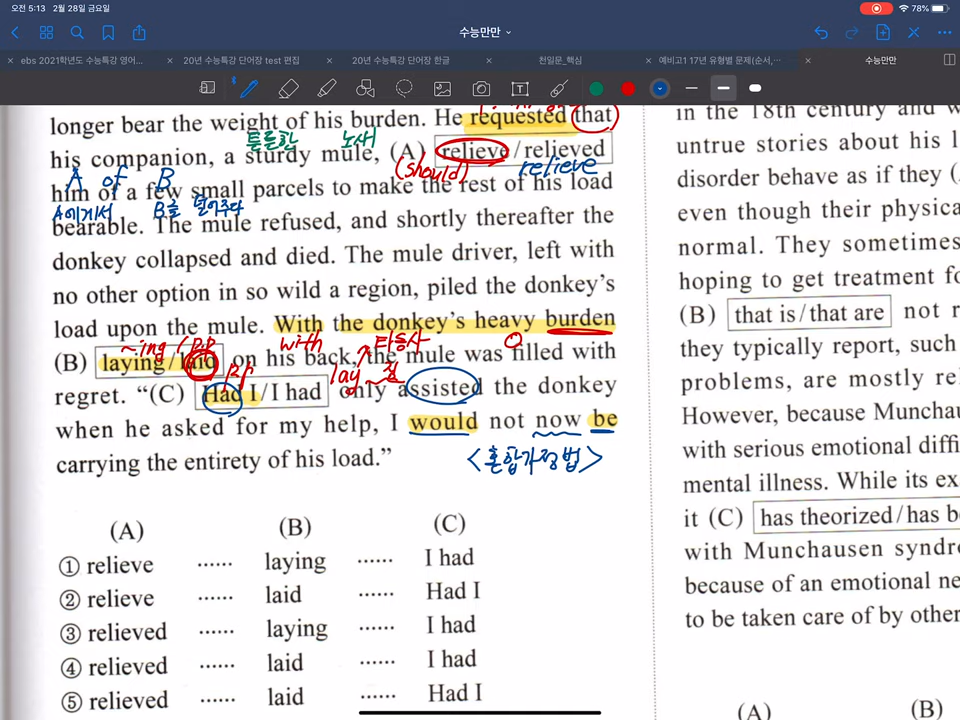 오전 5:13 2월 28일 금요일
78%
수능만만
ebs 2021학년도 수능특강 영어...
20년 수능특강 단어장 test 편집
20년 수능특강 단어장 한글
천일문_핵심
예비고1 17년 유형별 문제(순서,...
수능만만
longer bear the weight of his burden. He requested that
틀튼한 노새
his companion, a sturdy mule, (A) relieve / relieved
(should) relieve
A of B
him of a few small parcels to make the rest of his load
A에게서 B을 덜어주다
bearable. The mule refused, and shortly thereafter the
donkey collapsed and died. The mule driver, left with
no other option in so wild a region, piled the donkey's
load upon the mule. With the donkey's heavy burden
~ing / p.p with 타동사 O
(B) laying / laid on his back, the mule was filled with
p.p lay
regret. “(C) Had I / I had only assisted the donkey
when he asked for my help, I would not now be
carrying the entirety of his load.”
<혼합가정법>
(A) (B) (C)
① relieve ...... laying ...... I had
② relieve ...... laid ...... Had I
③ relieved ...... laying ...... I had
④ relieved ...... laid ...... I had
⑤ relieved ...... laid ...... Had I
in the 18th century and
untrue stories about his
disorder behave as if they
even though their physica
normal. They sometimes
hoping to get treatment fo
(B) that is / that are not r
they typically report, such
problems, are mostly re
However, because Munchau
with serious emotional diffi
mental illness. While its ex
it (C) has theorized / has b
with Munchausen syndr
because of an emotional ne
to be taken care of by other
(A) (B)